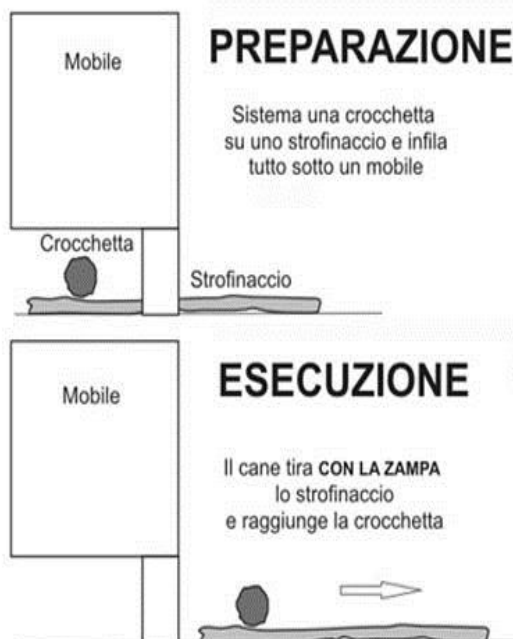 Mobile
PREPARAZIONE
Sistema una crocchetta
su uno strofinaccio e infila
tutto sotto un mobile
Crocchetta
Strofinaccio
Mobile
ESECUZIONE
Il cane tira CON LA ZAMPA
lo strofinaccio
e raggiunge la crocchetta